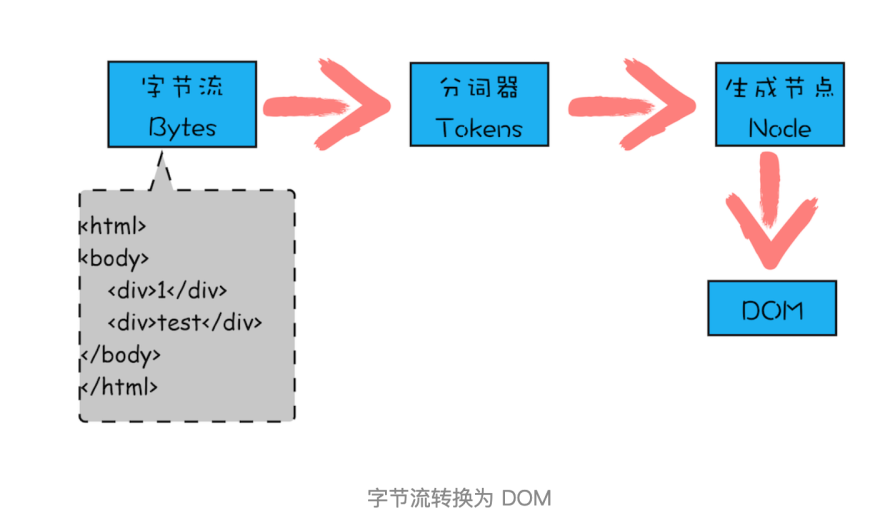 字节流
Bytes
分词器
Tokens
生成节点
Node
<html>
<body>
<div>1</div>
<div>test</div>
</body>
</html>
DOM
字节流转换为 DOM